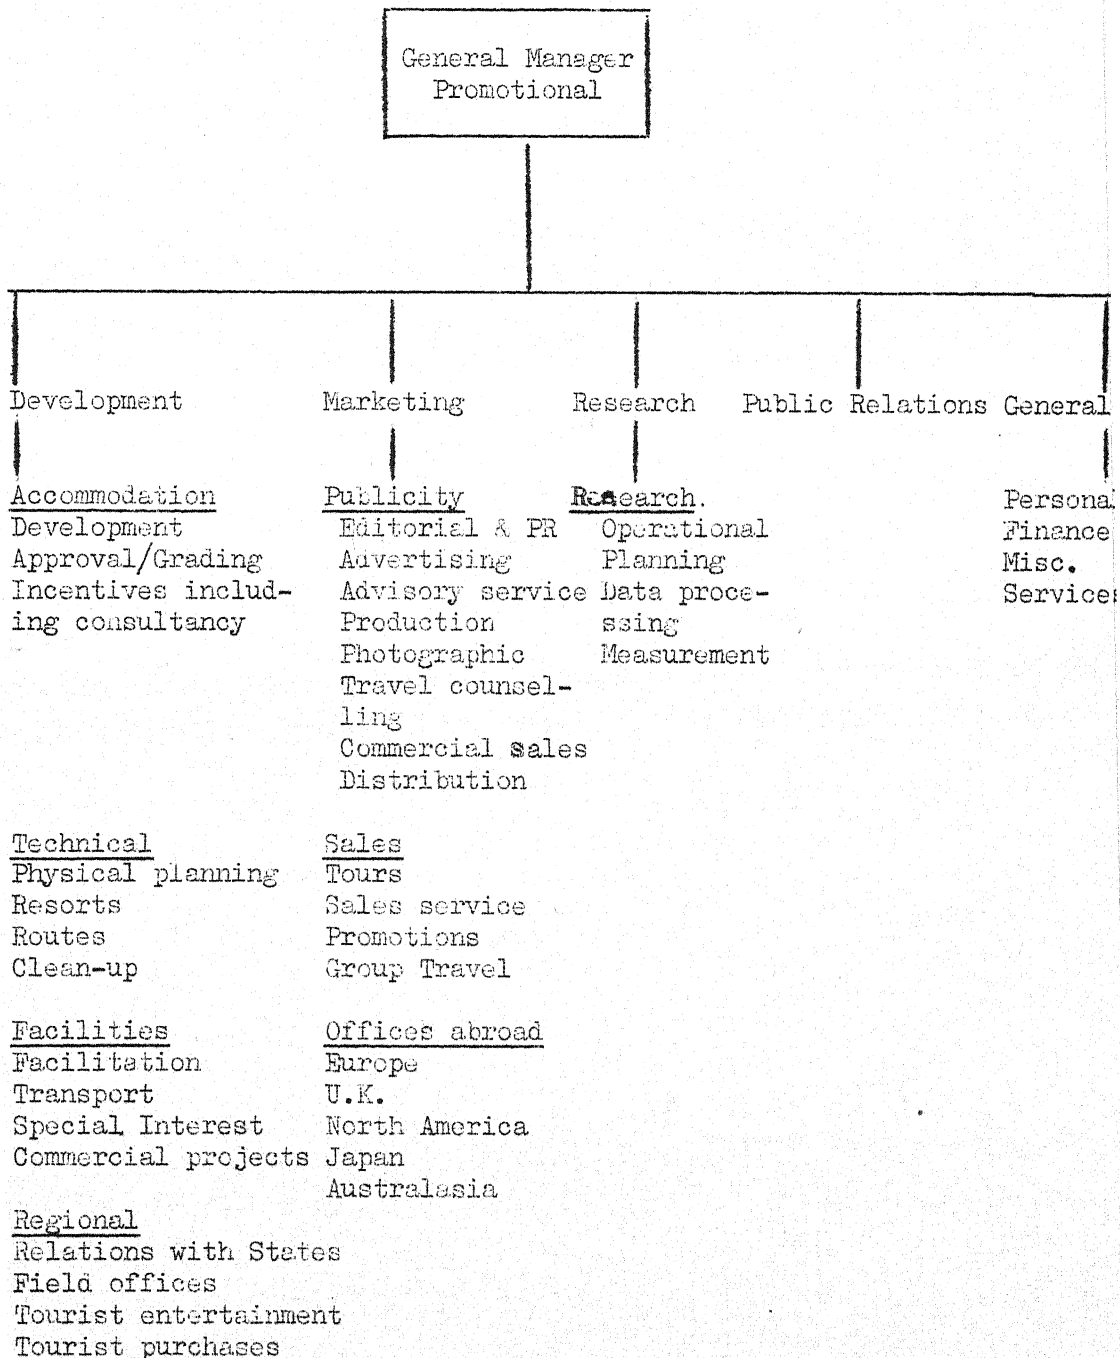 General Manager
Promotional
Development
Marketing
Research
Public Relations
General
Accommodation
Development
Approval/Grading
Incentives includ-
ing consultancy
Technical
Physical planning
Resorts
Routes
Clean-up
Facilities
Facilitation
Transport
Special Interest
Commercial projects
Regional
Relations with States
Field offices
Tourist entertainment
Tourist purchases
Publicity
Editorial & PR
Advertising
Advisory service
Production
Photographic
Travel counsel-
ling
Commercial sales
Distribution
Sales
Tours
Sales service
Promotions
Group Travel
Offices abroad
Europe
U.K.
North America
Japan
Australasia
Research.
Operational
Planning
Data proce-
ssing
Measurement
Finance
Misc.